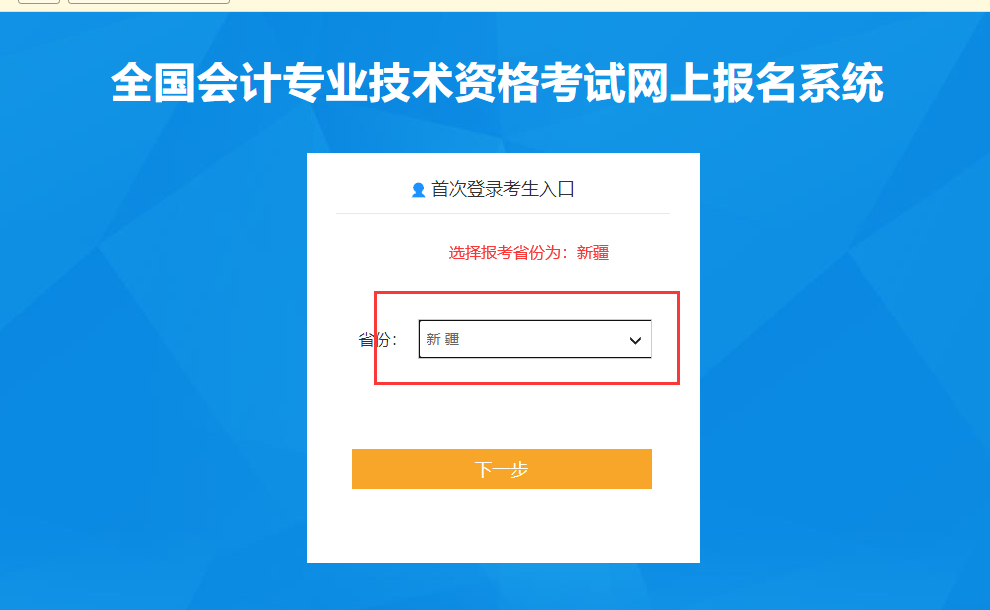 全国会计专业技术资格考试网上报名系统
首次登录考生入口
选择报考省份为：新疆
省份： 新 疆
下一步